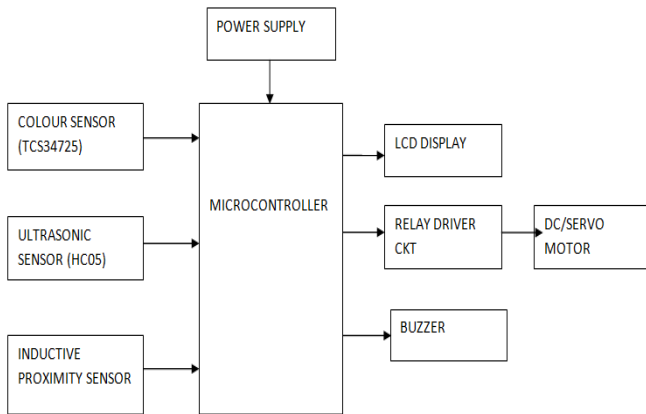 POWER SUPPLY
COLOUR SENSOR
(TCS34725)
LCD DISPLAY
MICROCONTROLLER
ULTRASONIC
SENSOR (HC05)
RELAY DRIVER
CKT
DC/SERVO
MOTOR
BUZZER
INDUCTIVE
PROXIMITY SENSOR